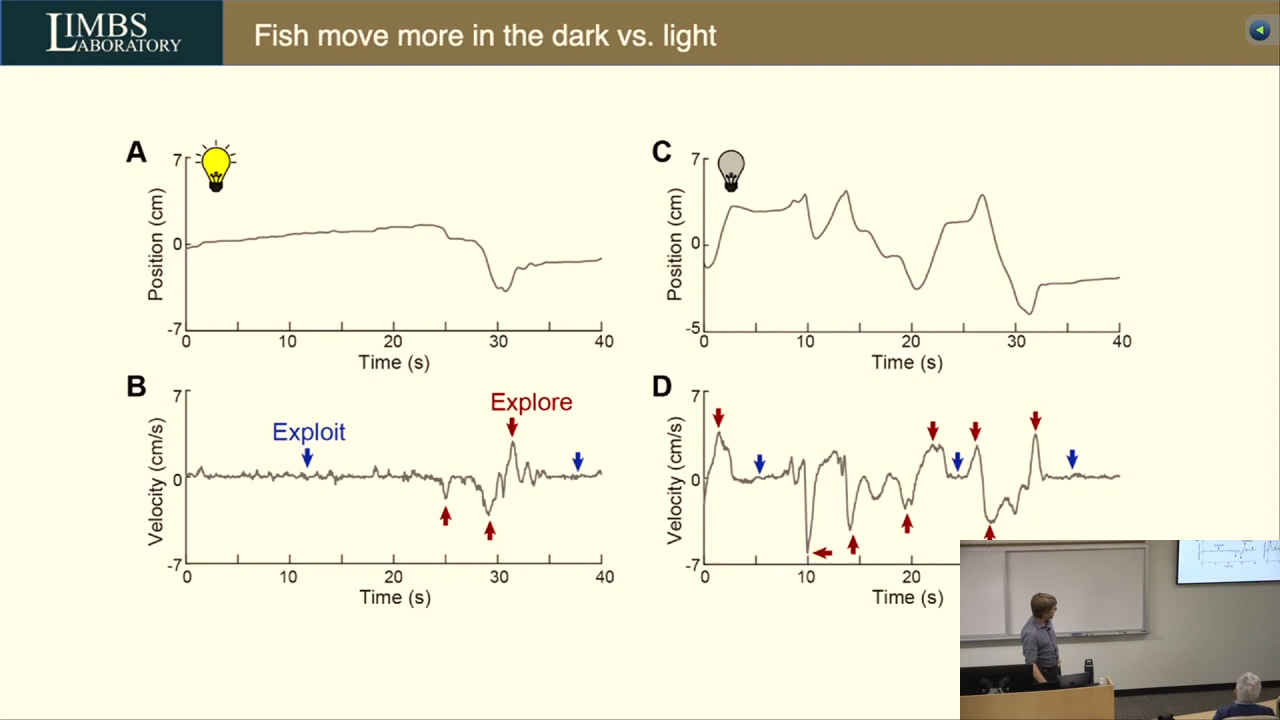 LIMBS
LABORATORY
Fish move more in the dark vs. light
A
7
0
-7
Position (cm)
0 10 20 30 40
Time (s)
B
7
0
-7
Velocity (cm/s)
Exploit
Explore
0 10 20 30 40
Time (s)
C
7
0
-5
Position (cm)
0 10 20 30 40
Time (s)
D
7
0
-7
Velocity (cm/s)
0 10 20
Time (s)